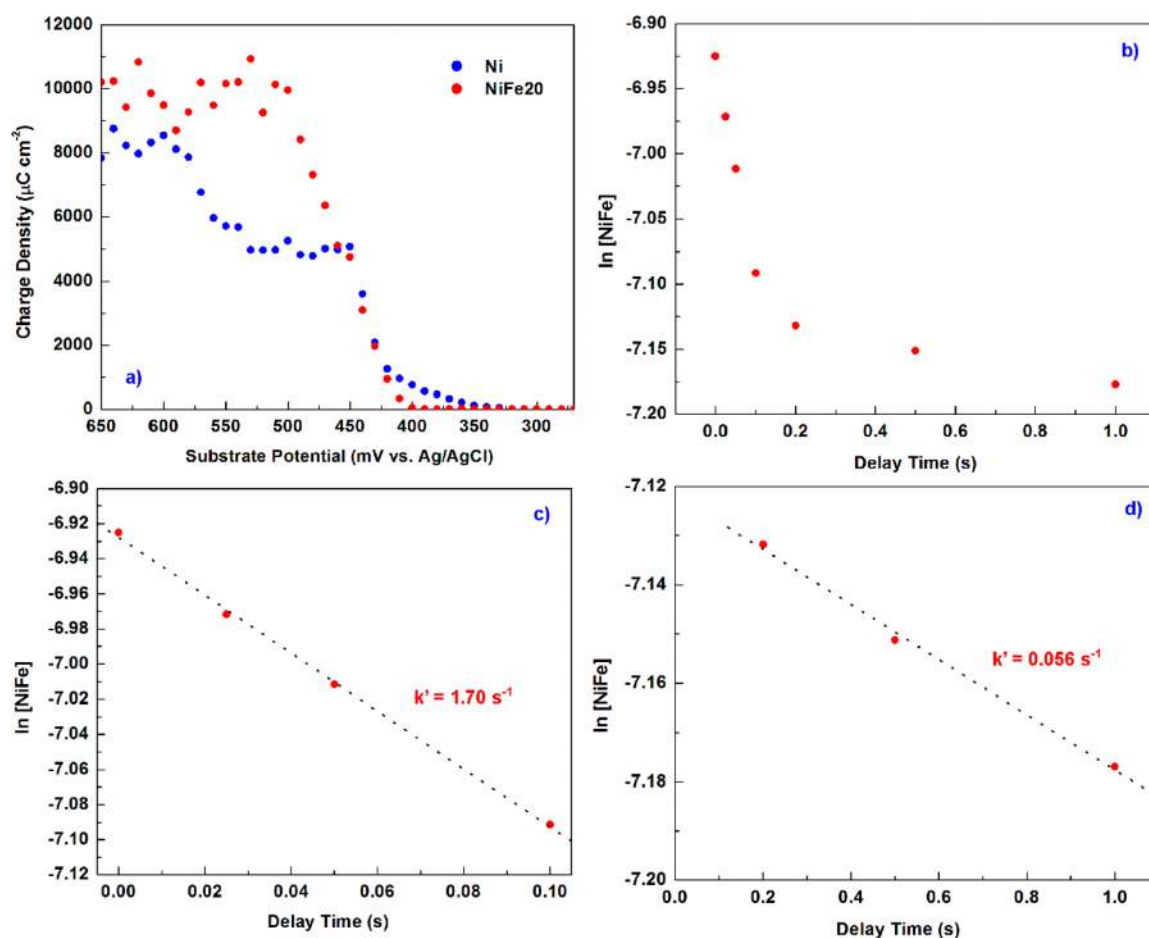 12000
10000
8000
6000
4000
2000
0
Charge Density (μC cm-2)
Ni
NiFe20
a)
650 600 550 500 450 400 350 300
Substrate Potential (mV vs. Ag/AgCl)
-6.90
-6.95
-7.00
-7.05
-7.10
-7.15
-7.20
ln [NiFe]
b)
0.0 0.2 0.4 0.6 0.8 1.0
Delay Time (s)
-6.90
-6.92
-6.94
-6.96
-6.98
-7.00
-7.02
-7.04
-7.06
-7.08
-7.10
-7.12
ln [NiFe]
c)
k' = 1.70 s-1
0.00 0.02 0.04 0.06 0.08 0.10
Delay Time (s)
-7.12
-7.14
-7.16
-7.18
-7.20
ln [NiFe]
d)
k' = 0.056 s-1
0.0 0.2 0.4 0.6 0.8 1.0
Delay Time (s)